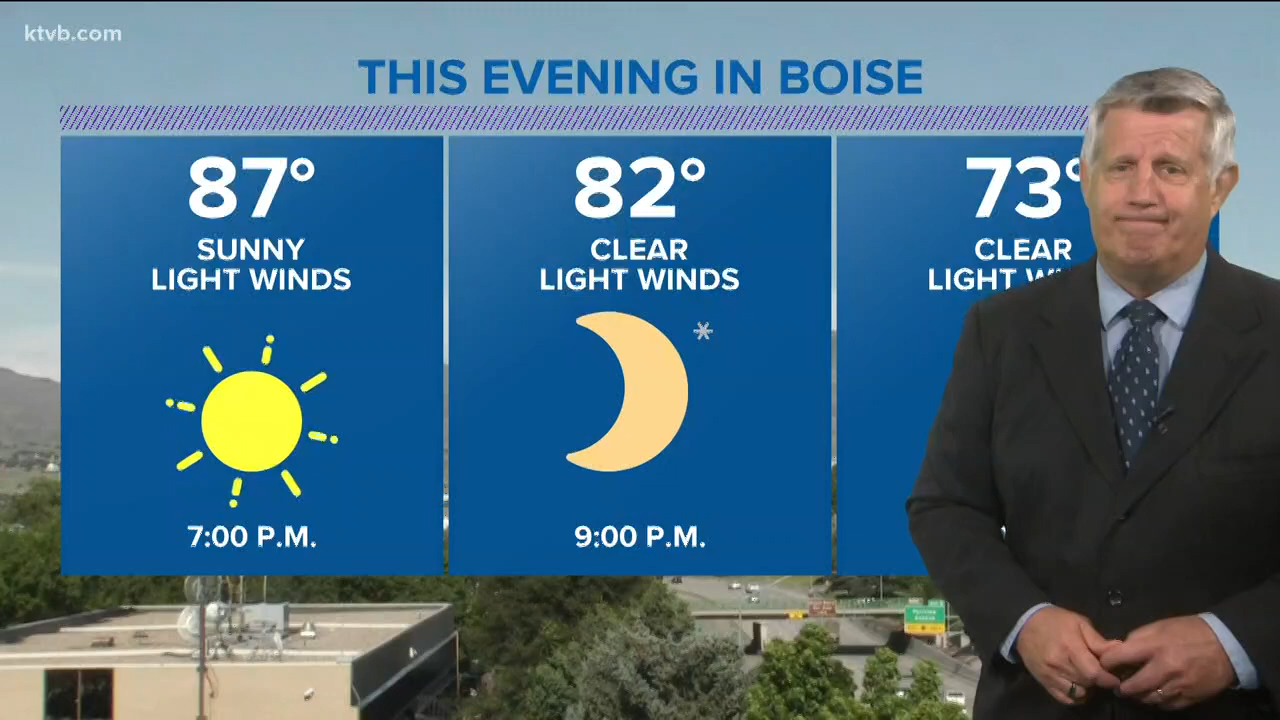 ktvb.com
THIS EVENING IN BOISE
87°
SUNNY
LIGHT WINDS
7:00 P.M.
82°
CLEAR
LIGHT WINDS
9:00 P.M.
73°
CLEAR
LIGHT